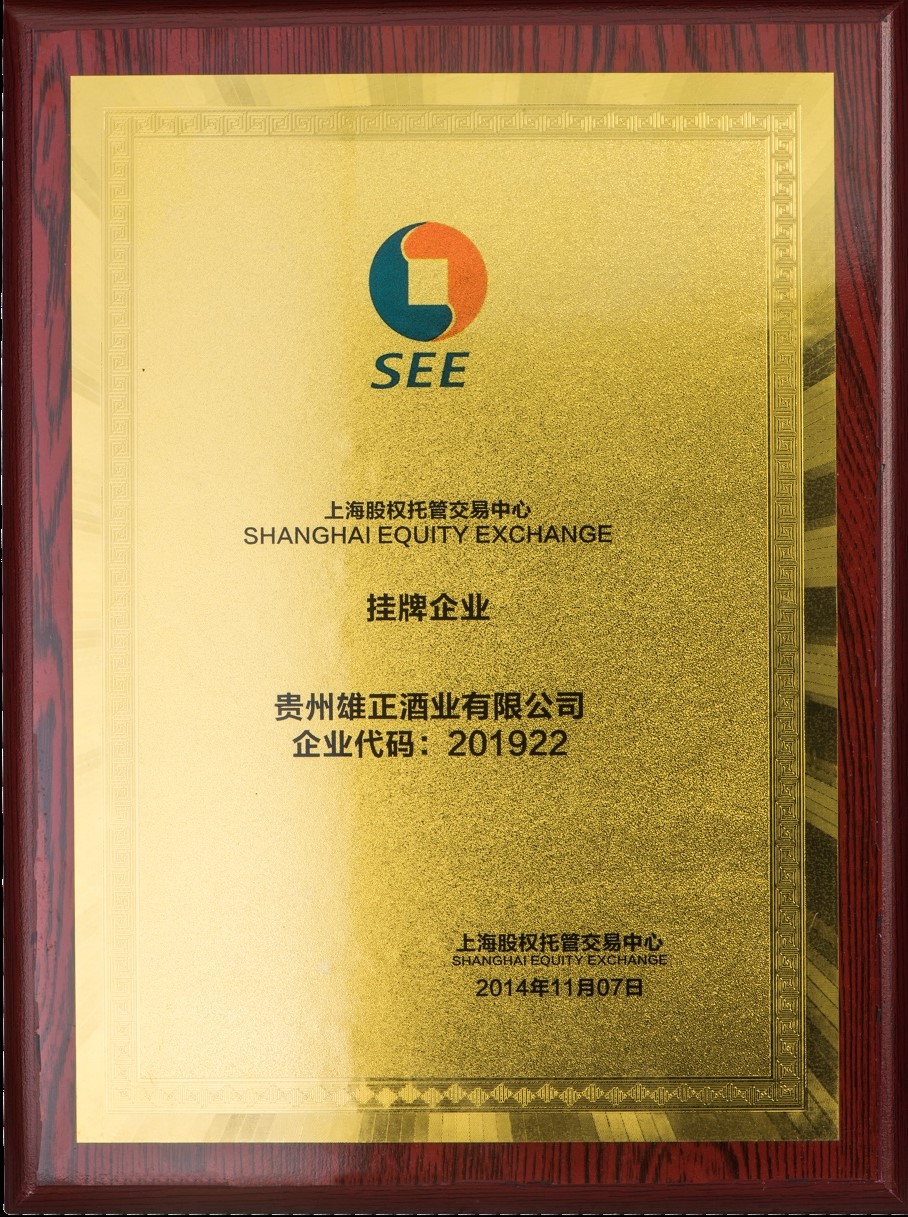 SEE
上海股权托管交易中心
SHANGHAI EQUITY EXCHANGE
挂牌企业
贵州雄正酒业有限公司
企业代码：201922
上海股权托管交易中心
SHANGHAI EQUITY EXCHANGE
2014年11月07日